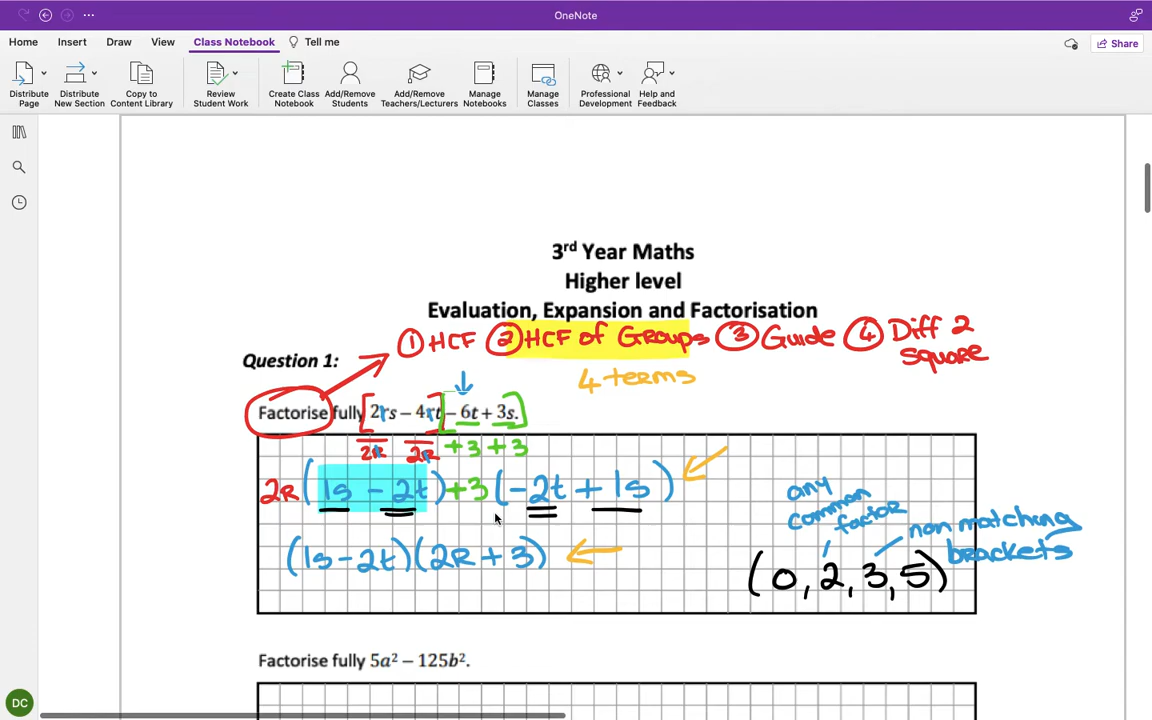 OneNote
Home Insert Draw View Class Notebook Tell me Share
Distribute Page
Distribute New Section
Copy to Content Library
Review Student Work
Create Class Notebook
Add/Remove Students
Add/Remove Teachers/Lecturers
Manage Notebooks
Manage Classes
Professional Development
Help and Feedback
3rd Year Maths
Higher level
Evaluation, Expansion and Factorisation
① HCF ② HCF of Groups ③ Guide ④ Diff 2
square
Question 1:
4 terms
↓
Factorise fully [2rs – 4rt][– 6t + 3s.]
2R 2R +3 +3
2R (1s – 2t) +3 (–2t + 1s)
any
common
factor
non matching
brackets
(1s – 2t)(2R + 3)
(0, 2, 3, 5)
Factorise fully 5a² – 125b².
DC